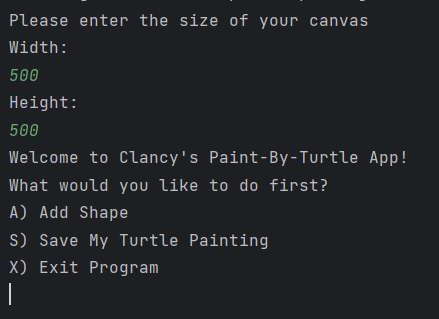 Please enter the size of your canvas
Width:
500
Height:
500
Welcome to Clancy's Paint-By-Turtle App!
What would you like to do first?
A) Add Shape
S) Save My Turtle Painting
X) Exit Program